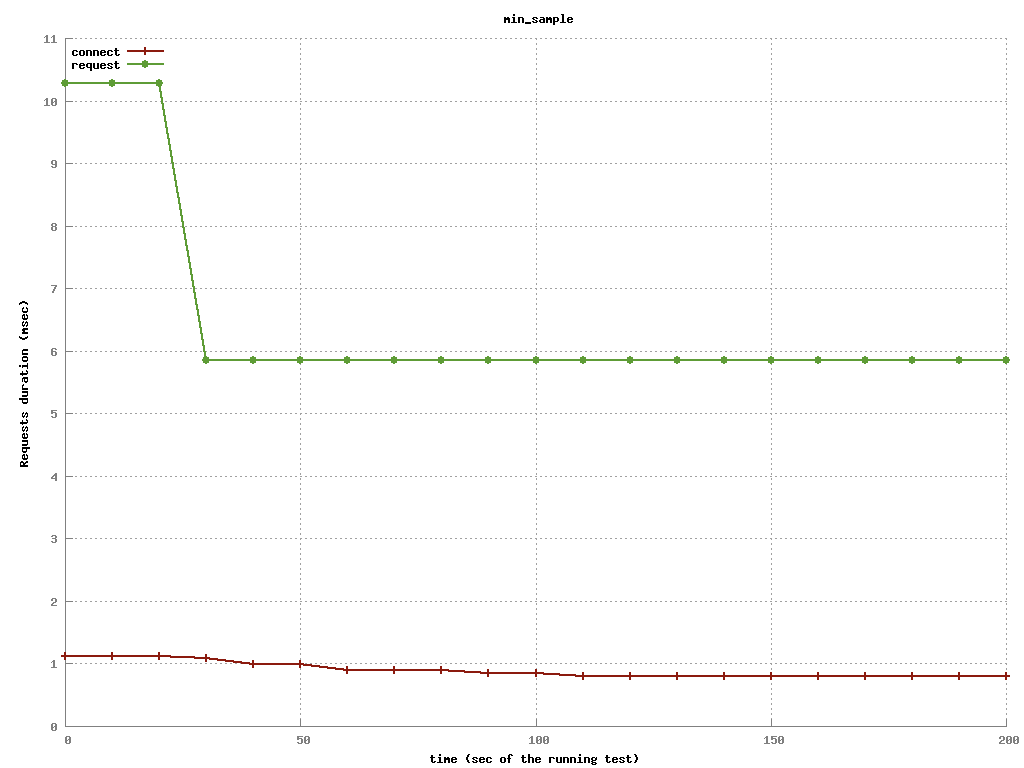 min_sample
connect
request
11
10
9
8
7
6
5
4
3
2
1
0
Requests duration (msec)
0 50 100 150 200
time (sec of the running test)